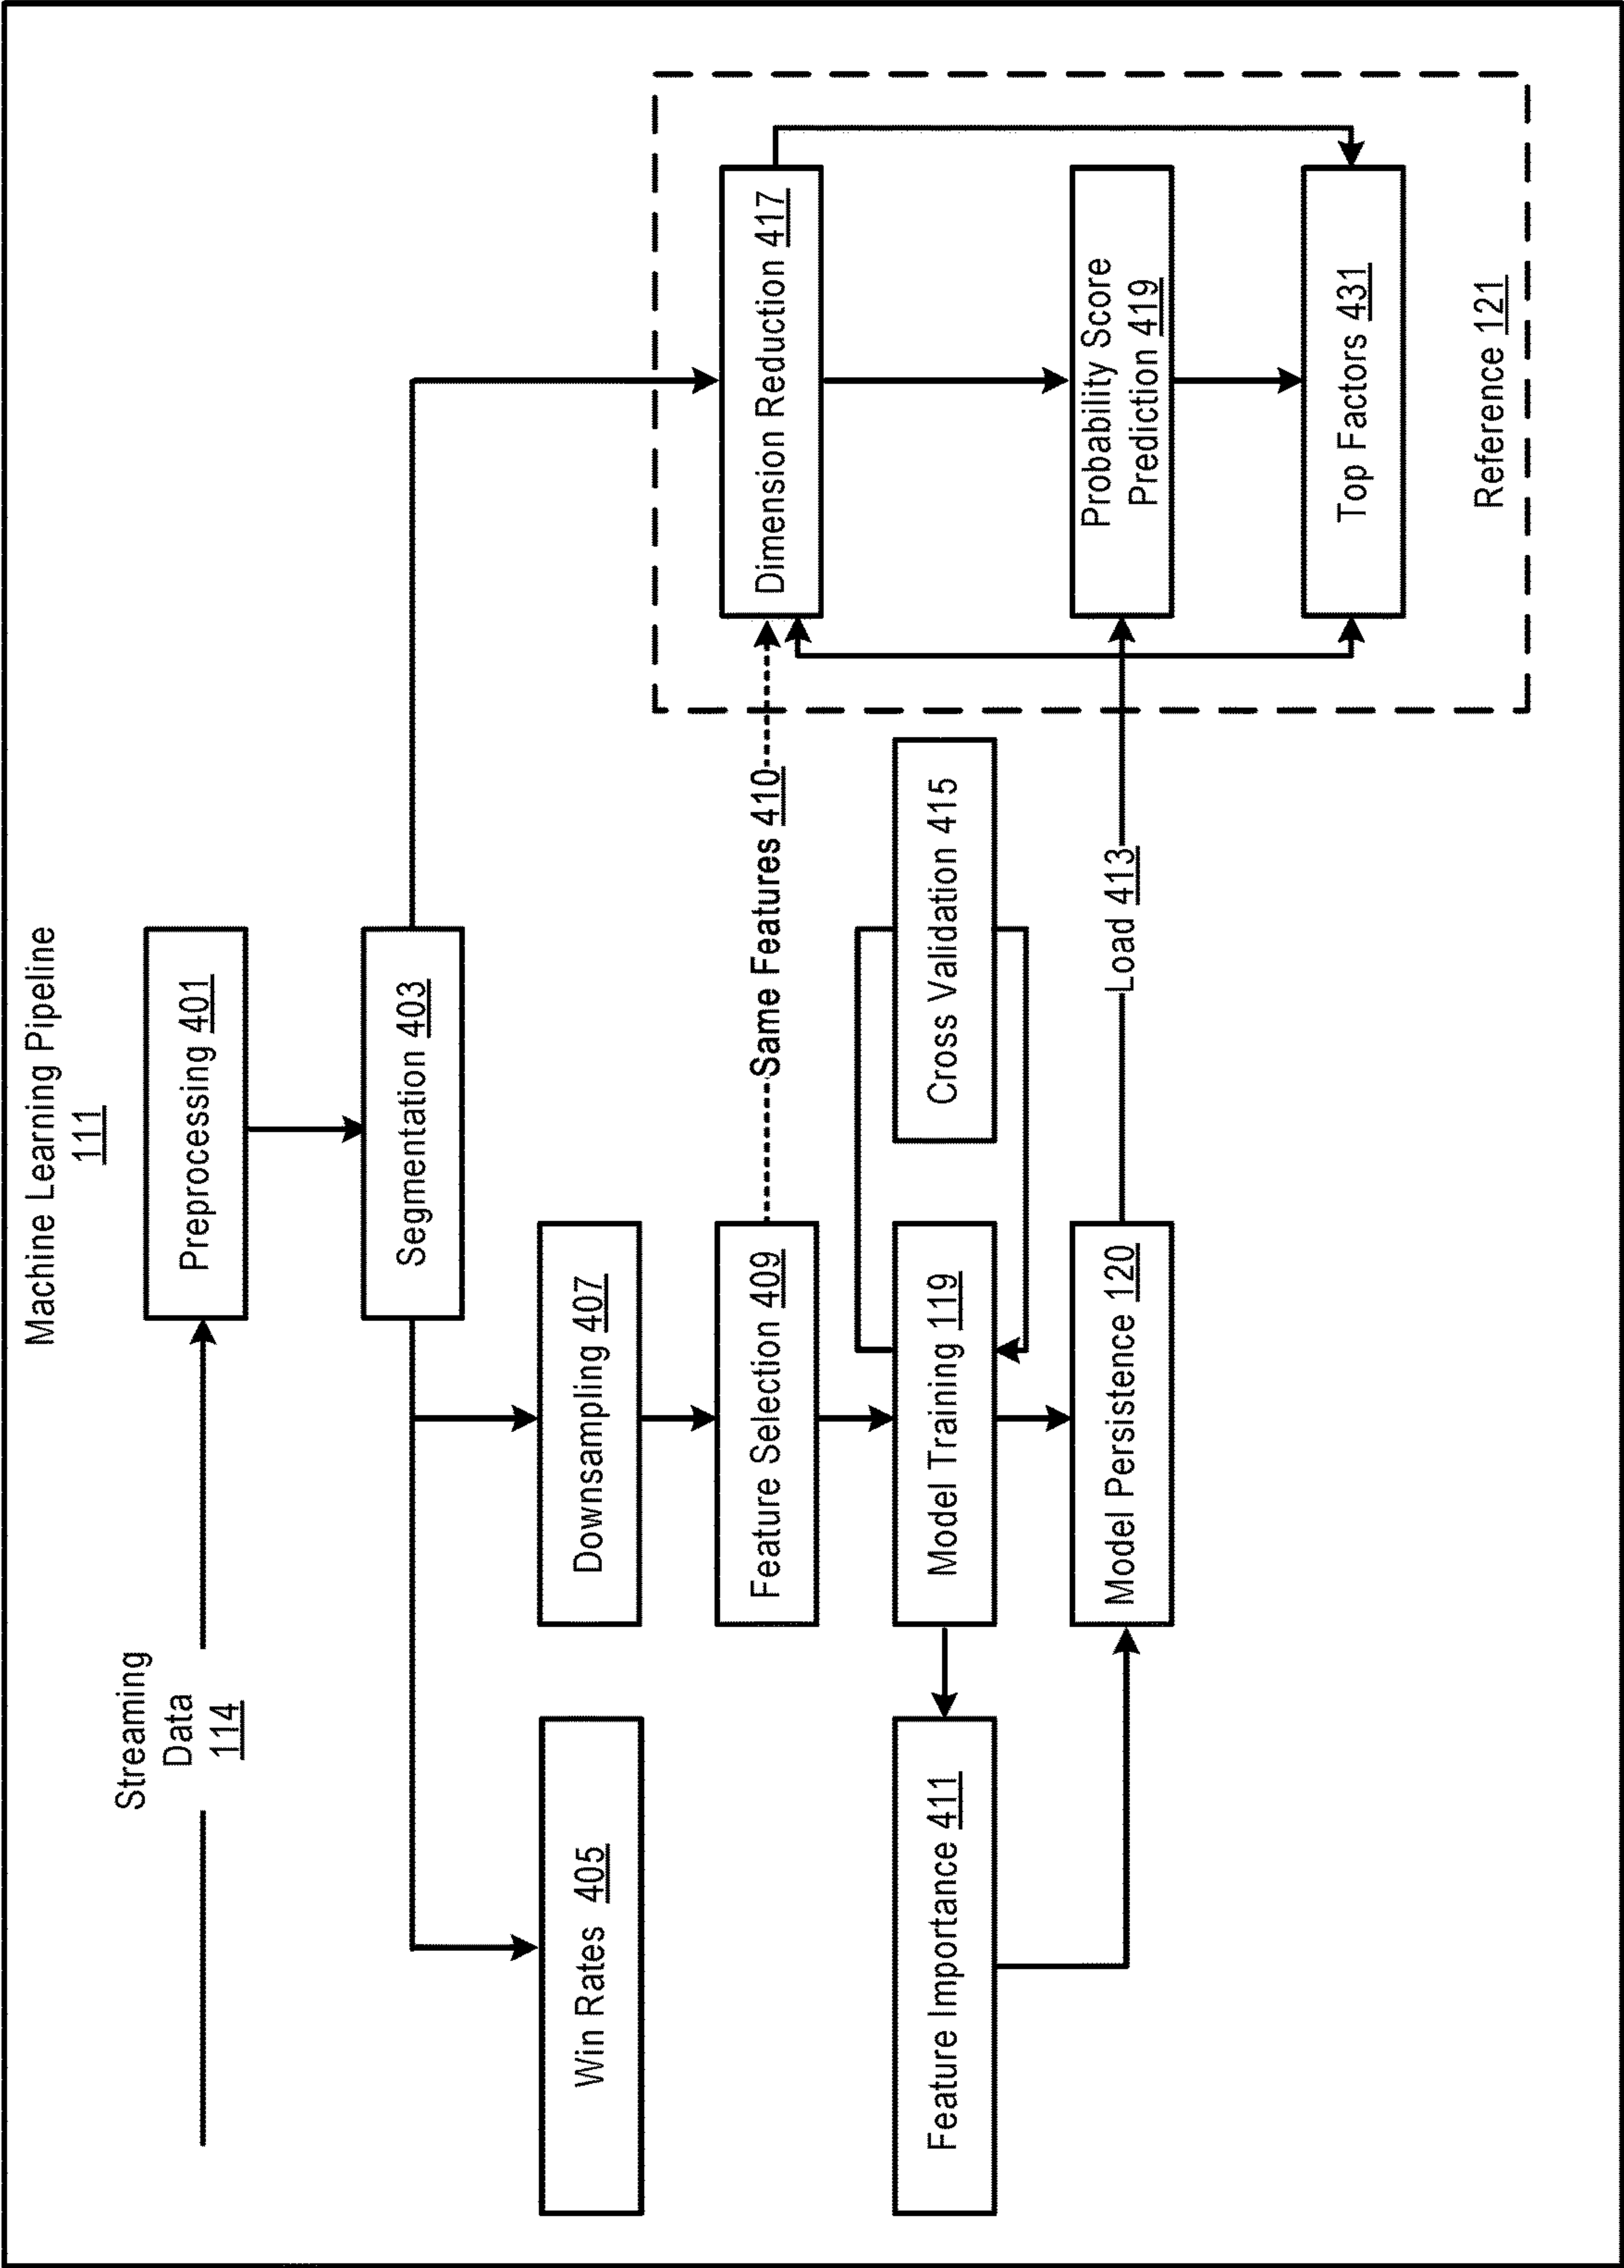 Machine Learning Pipeline
111
Streaming
Data
114
Preprocessing 401
Segmentation 403
Win Rates 405
Downsampling 407
Feature Selection 409
Same Features 410
Dimension Reduction 417
Feature Importance 411
Model Training 119
Cross Validation 415
Model Persistence 120
Load 413
Probability Score
Prediction 419
Top Factors 431
Reference 121